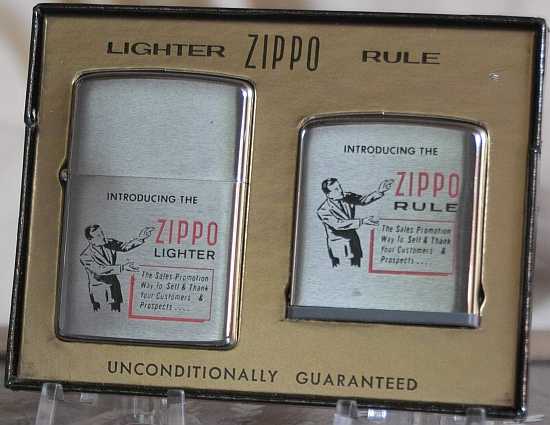 LIGHTER ZIPPO RULE
INTRODUCING THE
ZIPPO
LIGHTER
The Sales Promotion
Way To Sell & Thank
Your Customers &
Prospects ....
INTRODUCING THE
ZIPPO
RULE
The Sales Promotion
Way To Sell & Thank
Your Customers &
Prospects ....
UNCONDITIONALLY GUARANTEED